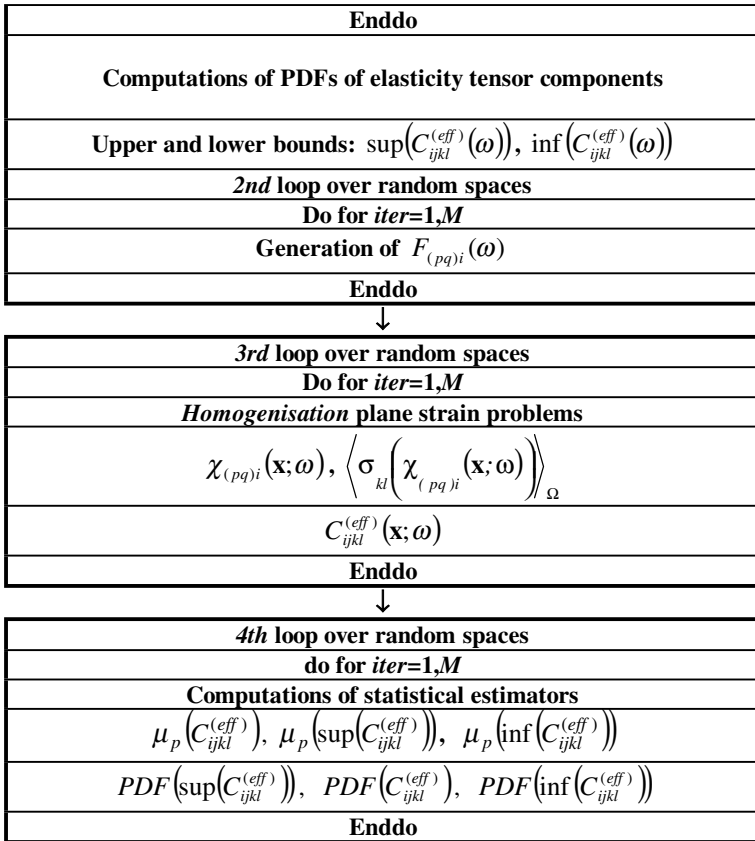 Enddo
Computations of PDFs of elasticity tensor components
Upper and lower bounds: sup(C_{ijkl}^{(eff)}(ω)), inf(C_{ijkl}^{(eff)}(ω))
2nd loop over random spaces
Do for iter=1,M
Generation of F_{(pq)i}(ω)
Enddo
↓
3rd loop over random spaces
Do for iter=1,M
Homogenisation plane strain problems
χ_{(pq)i}(x;ω), ⟨σ_{kl}(χ_{(pq)i}(x;ω))⟩_Ω
C_{ijkl}^{(eff)}(x;ω)
Enddo
↓
4th loop over random spaces
do for iter=1,M
Computations of statistical estimators
μ_p(C_{ijkl}^{(eff)}), μ_p(sup(C_{ijkl}^{(eff)})), μ_p(inf(C_{ijkl}^{(eff)}))
PDF(sup(C_{ijkl}^{(eff)})), PDF(C_{ijkl}^{(eff)}), PDF(inf(C_{ijkl}^{(eff)}))
Enddo